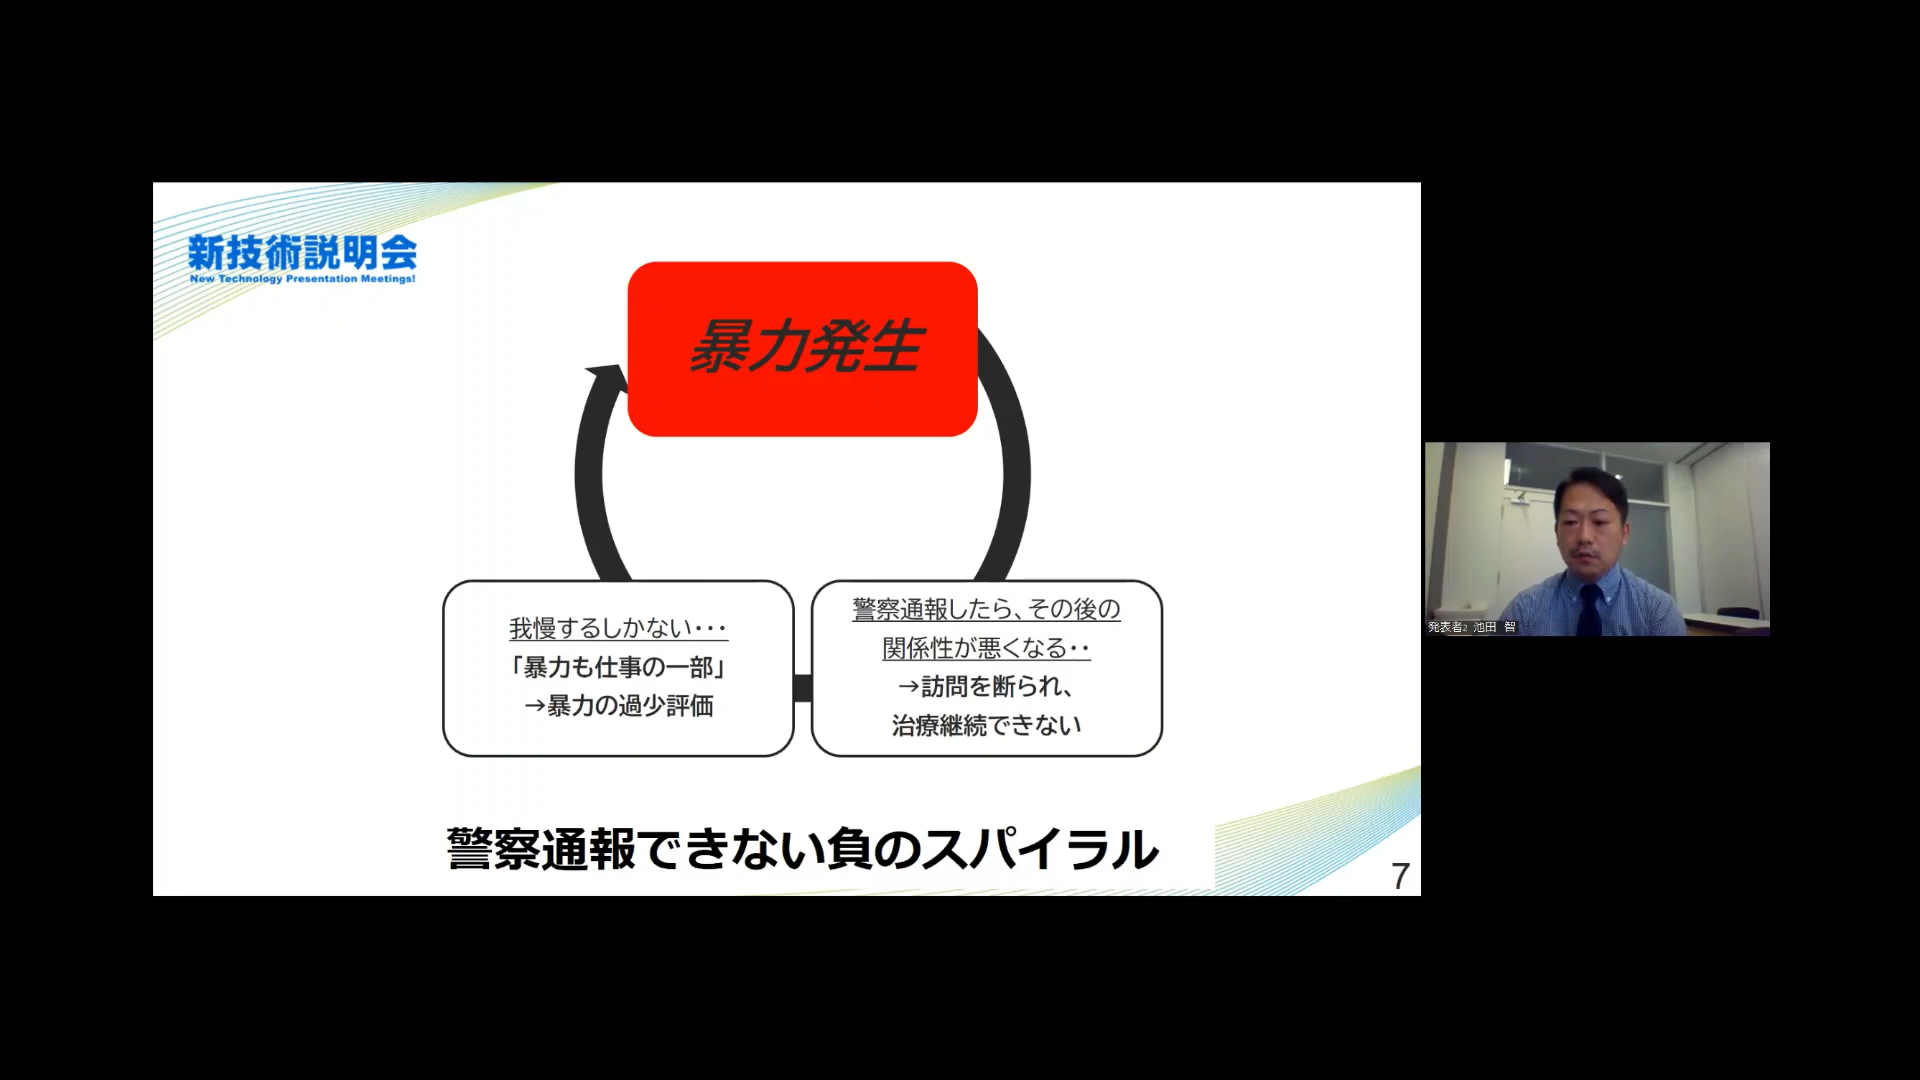 新技術説明会
New Technology Presentation Meetings!
暴力発生
我慢するしかない・・・
「暴力も仕事の一部」
→暴力の過少評価
警察通報したら、その後の
関係性が悪くなる・・
→訪問を断られ、
治療継続できない
警察通報できない負のスパイラル
7
発表者2 池田 智